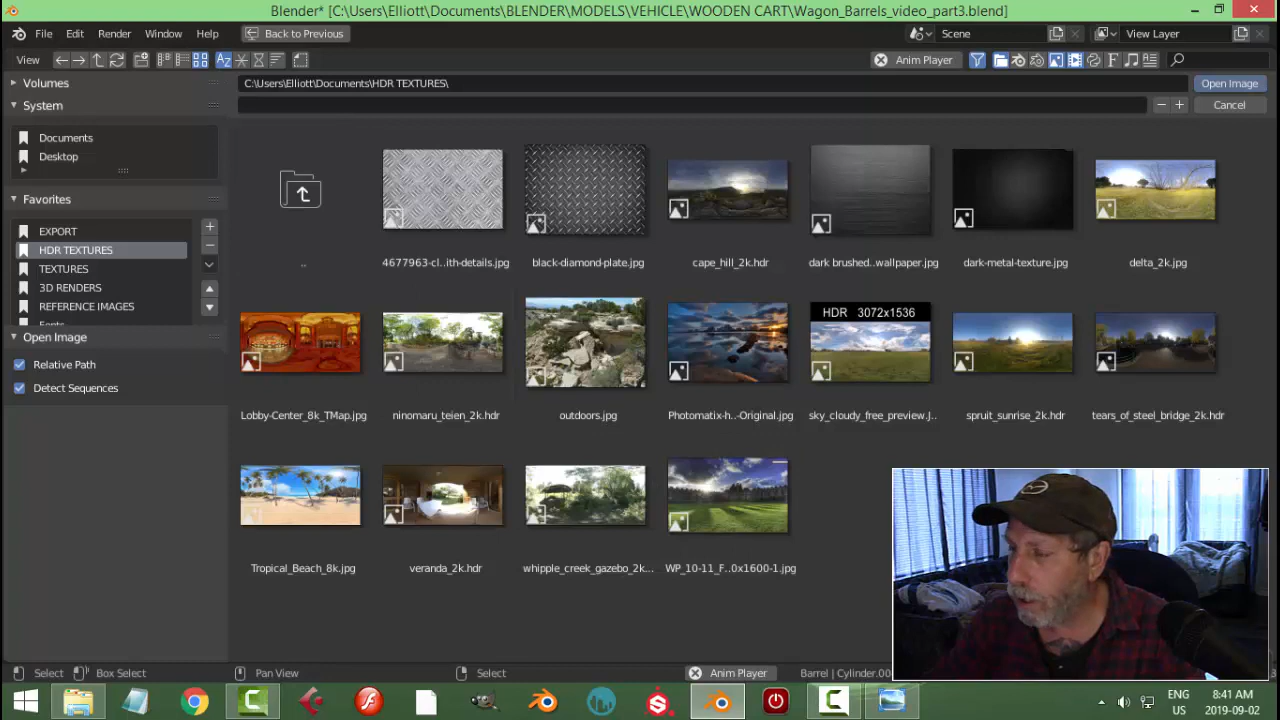 Blender* [C:\Users\Elliott\Documents\BLENDER\MODELS\VEHICLE\WOODEN CART\Wagon_Barrels_video_part3.blend]
File Edit Render Window Help Back to Previous Scene View Layer
View Anim Player
Volumes
C:\Users\Elliott\Documents\HDR TEXTURES\ Open Image
System
Cancel
Documents
Desktop
Favorites
EXPORT
HDR TEXTURES
TEXTURES
3D RENDERS
REFERENCE IMAGES
Fonts
Open Image
Relative Path
Detect Sequences
..
4677963-cl..ith-details.jpg
black-diamond-plate.jpg
cape_hill_2k.hdr
dark brushed..wallpaper.jpg
dark-metal-texture.jpg
delta_2k.jpg
HDR 3072x1536
Lobby-Center_8k_TMap.jpg
ninomaru_teien_2k.hdr
outdoors.jpg
Photomatix-h..-Original.jpg
sky_cloudy_free_preview.j..
spruit_sunrise_2k.hdr
tears_of_steel_bridge_2k.hdr
Tropical_Beach_8k.jpg
veranda_2k.hdr
whipple_creek_gazebo_2k...
WP_10-11_F..0x1600-1.jpg
Select Box Select Pan View Select Anim Player Barrel | Cylinder.00
ENG
US
8:41 AM
2019-09-02